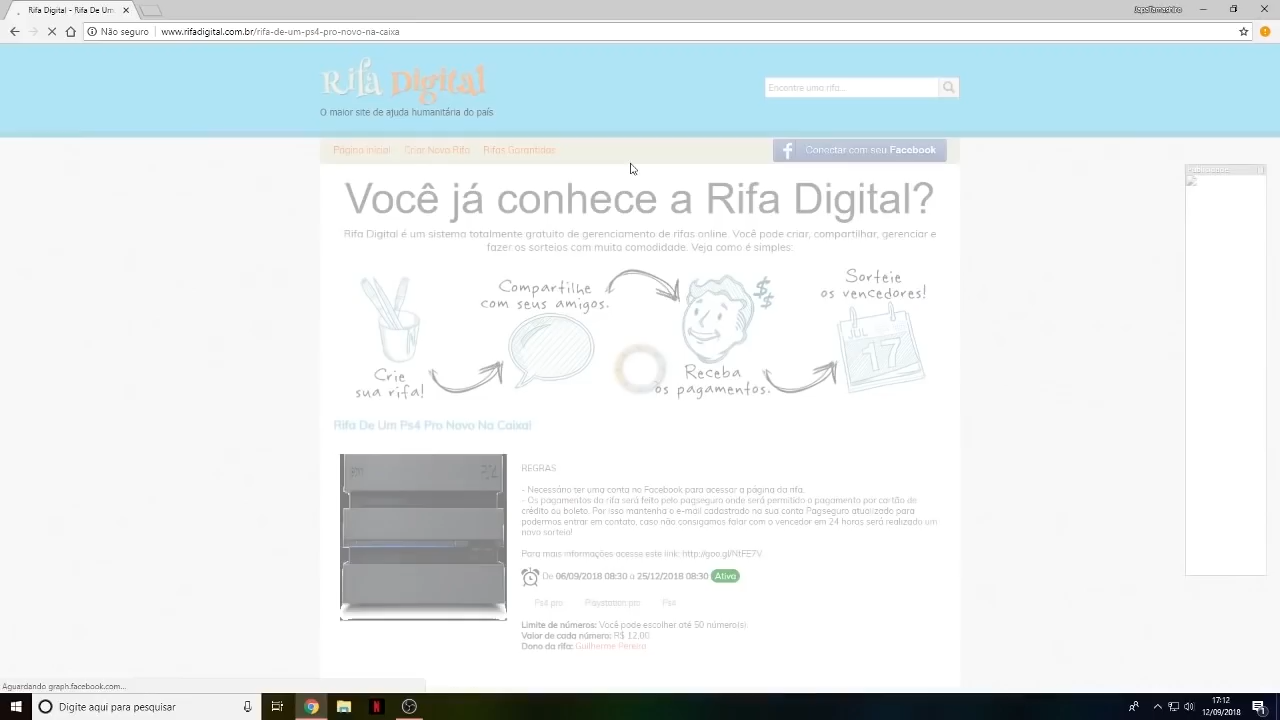 Rifa Digital - Rifa Digital - Um...
JapaTamashiro
Não seguro | www.rifadigital.com.br/rifa-de-um-ps4-pro-novo-na-caixa
Rifa Digital
O maior site de ajuda humanitária do país
Encontre uma rifa...
Página Inicial Criar Nova Rifa Rifas Garantidas
Conectar com seu Facebook
Você já conhece a Rifa Digital?
Rifa Digital é um sistema totalmente gratuito de gerenciamento de rifas online. Você pode criar, compartilhar, gerenciar e
fazer os sorteios com muita comodidade. Veja como é simples:
Crie
sua rifa!
Compartilhe
com seus amigos.
Receba
os pagamentos.
Sorteie
os vencedores!
JUL
17
Rifa De Um Ps4 Pro Novo Na Caixa!
REGRAS
- Necessário ter uma conta no Facebook para acessar a página da rifa,
- Os pagamentos da rifa será feito pelo pagseguro onde será permitido o pagamento por cartão de
crédito ou boleto. Por isso mantenha o e-mail cadastrado na sua conta Pagseguro atualizado para
podermos entrar em contato, caso não consigamos falar com o vencedor em 24 horas será realizado um
novo sorteio!
Para mais informações acesse este link: http://goo.gl/NtFE7V
De 06/09/2018 08:30 a 25/12/2018 08:30 Ativa
Ps4 pro Playstation pro Ps4
Limite de números: Você pode escolher até 50 número(s)
Valor de cada número: R$ 12,00
Dono da rifa: Guilherme Pereira
Aguardando graph.facebook.com...
Digite aqui para pesquisar
17:12
12/09/2018